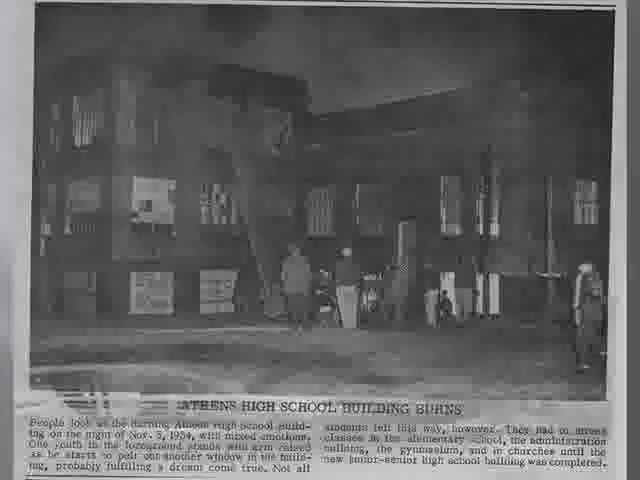 ATHENS HIGH SCHOOL BUILDING BURNS
People look at the burning Athens High School build-
ing on the night of Nov. 5, 1954, with mixed emotions.
One youth in the foreground stands with arm raised
as he starts to pelt out another window in the build-
ing, probably fulfilling a dream come true. Not all
students felt this way, however. They had to attend
classes in the elementary school, the administration
building, the gymnasium, and in churches until the
new junior-senior high school building was completed.